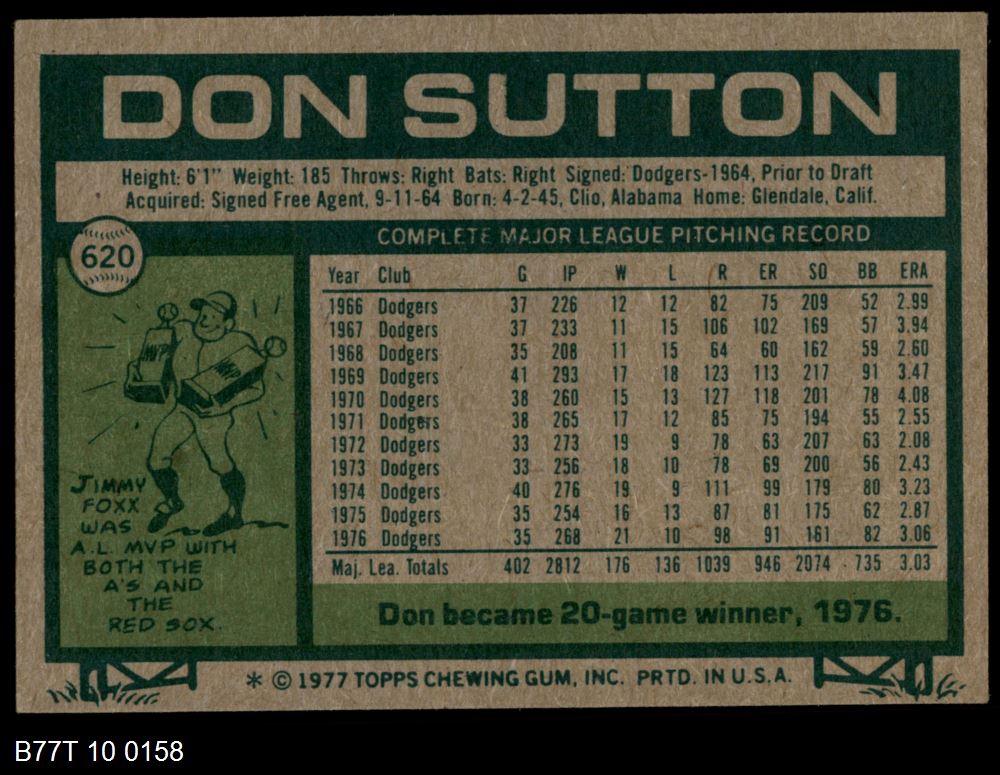 DON SUTTON
Height: 6'1" Weight: 185 Throws: Right Bats: Right Signed: Dodgers-1964, Prior to Draft
Acquired: Signed Free Agent, 9-11-64 Born: 4-2-45, Clio, Alabama Home: Glendale, Calif.
620
COMPLETE MAJOR LEAGUE PITCHING RECORD
Year Club G IP W L R ER SO BB ERA
1966 Dodgers 37 226 12 12 82 75 209 52 2.99
1967 Dodgers 37 233 11 15 106 102 169 57 3.94
1968 Dodgers 35 208 11 15 64 60 162 59 2.60
1969 Dodgers 41 293 17 18 123 113 217 91 3.47
1970 Dodgers 38 260 15 13 127 118 201 78 4.08
1971 Dodgers 38 265 17 12 85 75 194 55 2.55
1972 Dodgers 33 273 19 9 78 63 207 63 2.08
1973 Dodgers 33 256 18 10 78 69 200 56 2.43
1974 Dodgers 40 276 19 9 111 99 179 80 3.23
1975 Dodgers 35 254 16 13 87 81 175 62 2.87
1976 Dodgers 35 268 21 10 98 91 161 82 3.06
Maj. Lea. Totals 402 2812 176 136 1039 946 2074 735 3.03
MVP
MVP
JIMMY
FOXX
WAS
A.L. MVP WITH
BOTH THE
A'S AND
THE
RED SOX.
Don became 20-game winner, 1976.
* © 1977 TOPPS CHEWING GUM, INC. PRTD. IN U.S.A.
B77T 10 0158